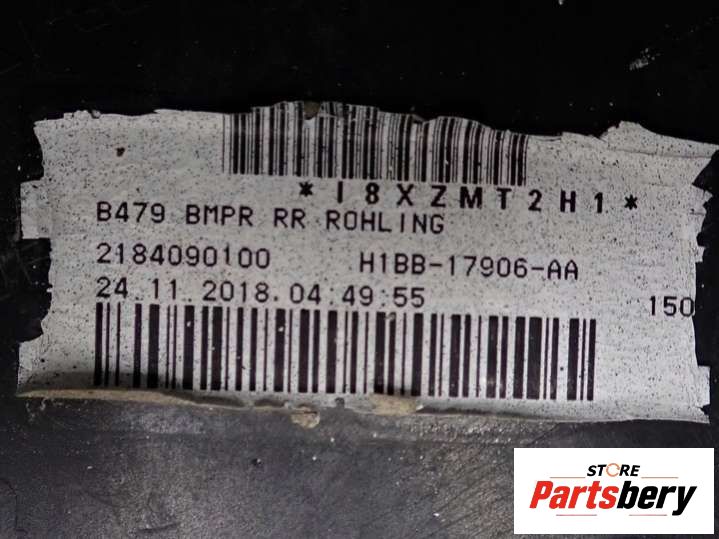 *I8XZMT2H1*
B479 BMPR RR ROHLING
2184090100 H1BB-17906-AA
24.11.2018.04:49:55 150
STORE
Partsbery